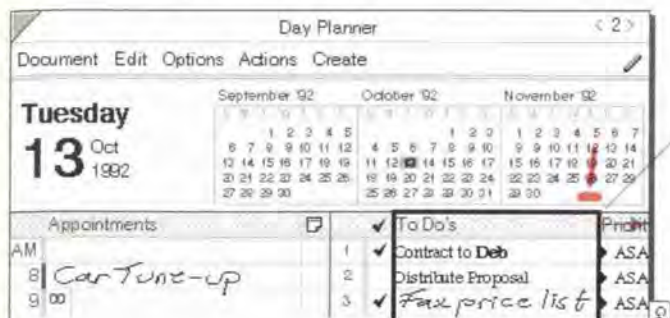 Day Planner < 2 >
Document Edit Options Actions Create
Tuesday
13 Oct
1992
September '92 October '92 November '92
1 2 3 4 5 1 2 3 1 2 3 4 5 6 7
6 7 8 9 10 11 12 4 5 6 7 8 9 10 8 9 10 11 12 13 14
13 14 15 16 17 18 19 11 12 13 14 15 16 17 15 16 17 18 19 20 21
20 21 22 23 24 25 26 18 19 20 21 22 23 24 22 23 24 25 26 27 28
27 28 29 30 25 26 27 28 29 30 31 29 30
Appointments ✔ To Do's
AM 1 ✔ Contract to Deb ASA
8 Car Tune-up 2 Distribute Proposal ASA
9 00 3 ✔ Fax price list ASA